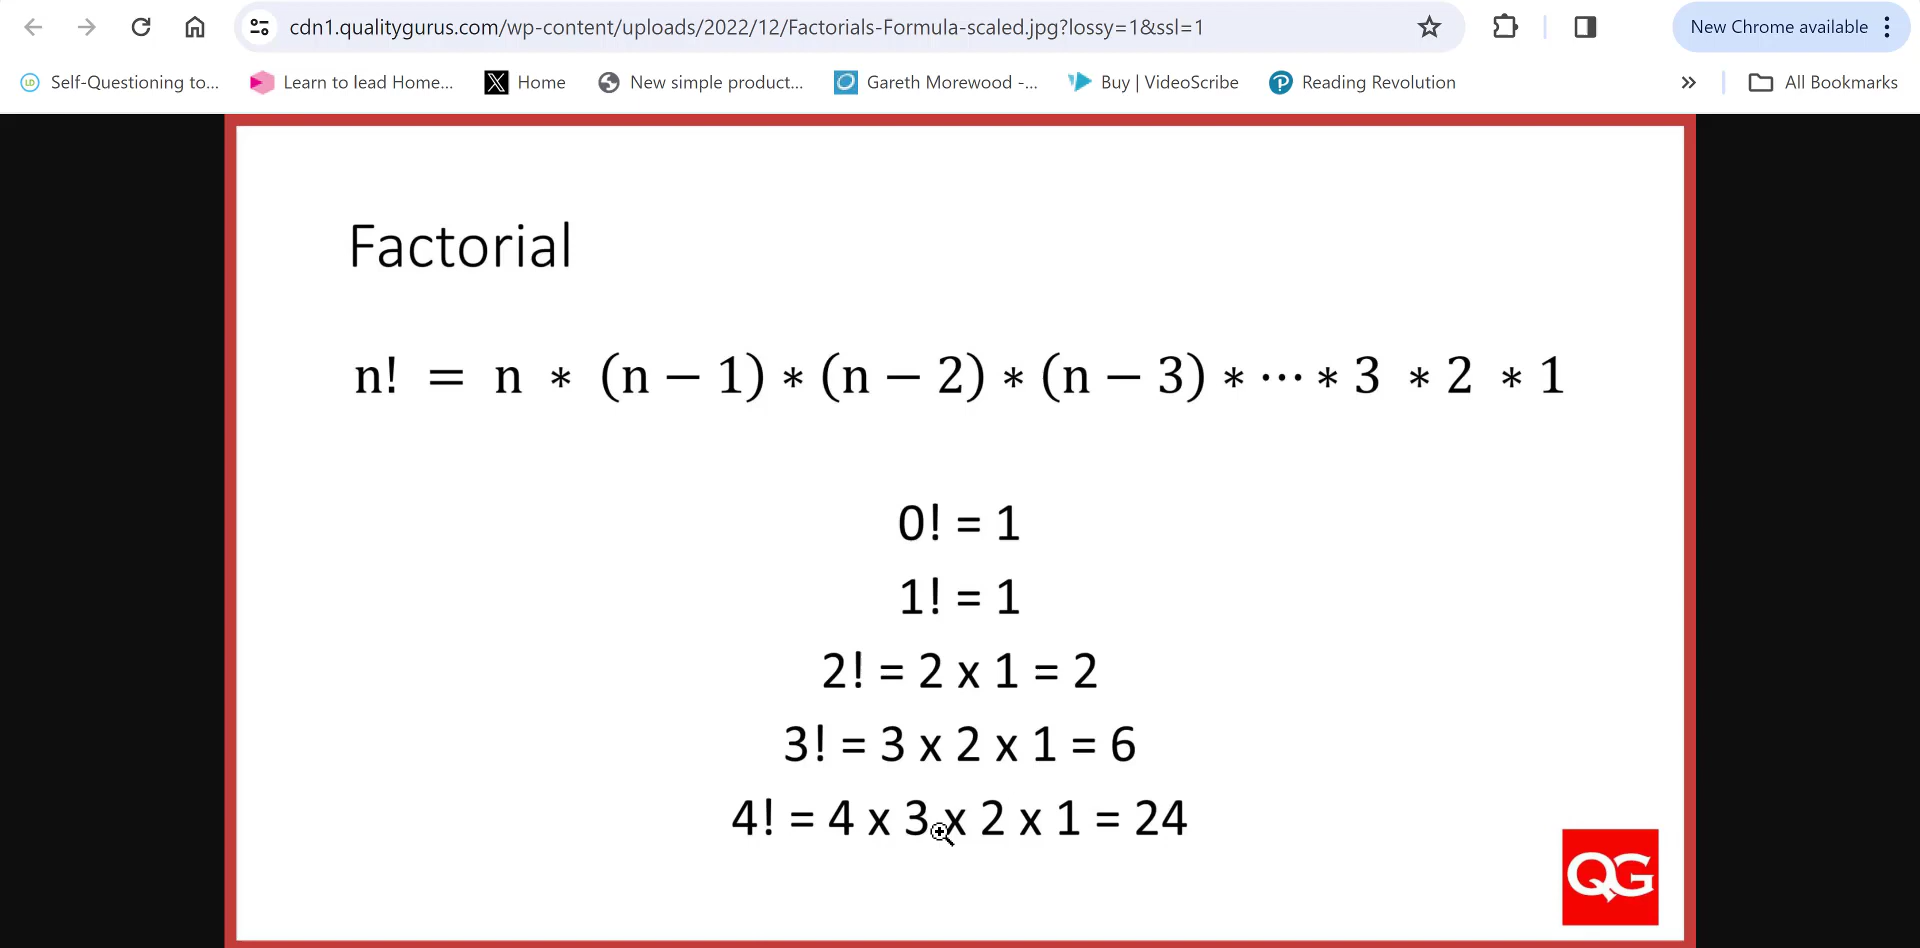 cdn1.qualitygurus.com/wp-content/uploads/2022/12/Factorials-Formula-scaled.jpg?lossy=1&ssl=1
New Chrome available
Self-Questioning to...
Learn to lead Home...
Home
New simple product...
Gareth Morewood -...
Buy | VideoScribe
Reading Revolution
All Bookmarks
Factorial
n! = n * (n − 1) * (n − 2) * (n − 3) * ⋯ * 3 * 2 * 1
0! = 1
1! = 1
2! = 2 x 1 = 2
3! = 3 x 2 x 1 = 6
4! = 4 x 3 x 2 x 1 = 24
QG